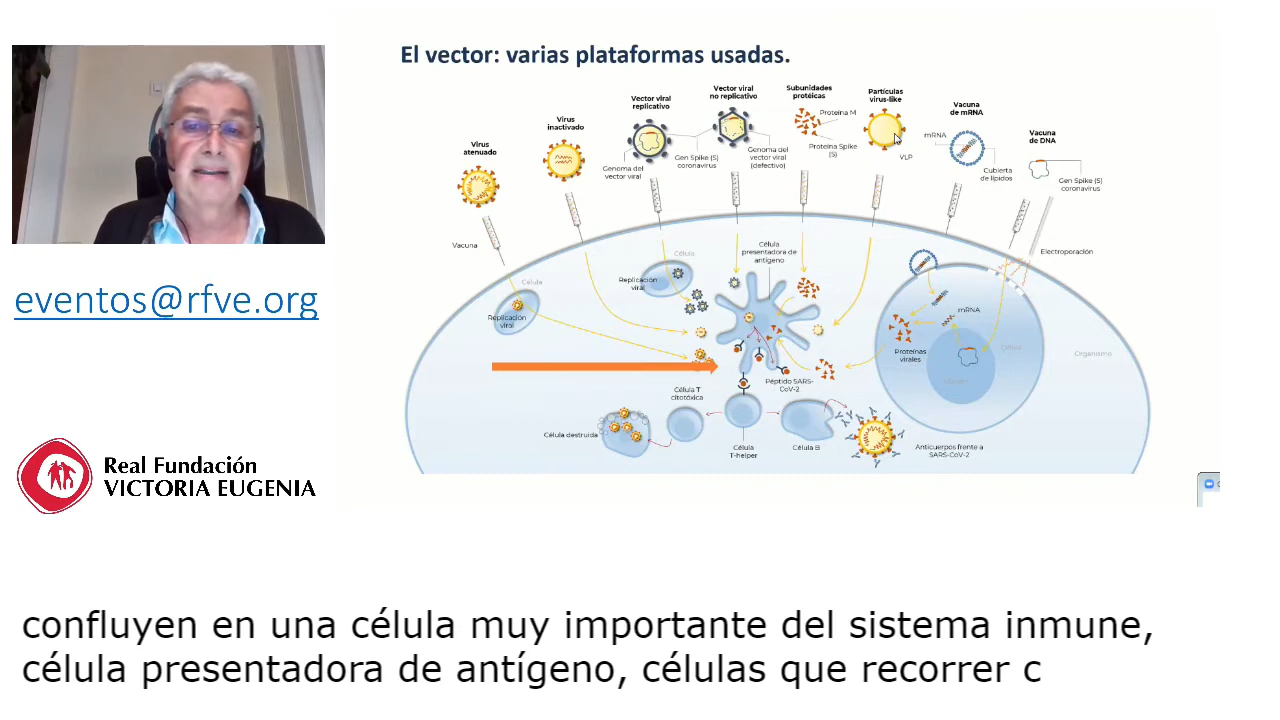 El vector: varias plataformas usadas.
Virus
atenuado
Virus
inactivado
Vector viral
replicativo
Vector viral
no replicativo
Subunidades
protéicas
Partículas
virus-like
Vacuna
de mRNA
Vacuna
de DNA
Genoma del
vector viral
Gen Spike (S)
coronavirus
Genoma del
vector viral
(defectivo)
Proteína M
Proteína Spike
(S)
VLP
mRNA
Cubierta
de lípidos
Gen Spike (S)
coronavirus
Vacuna
Electroporación
Célula
Replicación
viral
Célula
Replicación
viral
Célula
presentadora de
antígeno
mRNA
Proteínas
virales
Organismo
Péptido SARS-
CoV-2
Célula T
citotóxica
Célula destruida
Célula
T-helper
Célula B
Anticuerpos frente a
SARS-CoV-2
eventos@rfve.org
Real Fundación
VICTORIA EUGENIA
confluyen en una célula muy importante del sistema inmune,
célula presentadora de antígeno, células que recorrer c